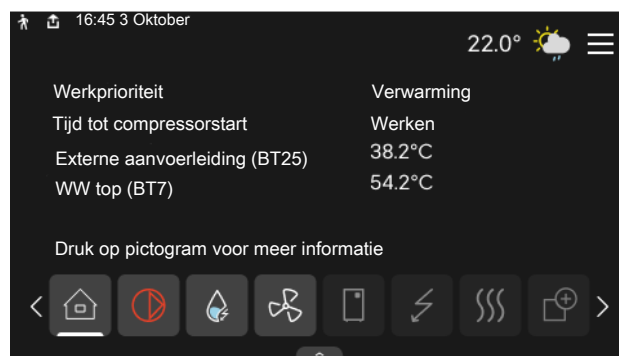 16:45 3 Oktober
22.0°
Werkprioriteit Verwarming
Tijd tot compressorstart Werken
Externe aanvoerleiding (BT25) 38.2°C
WW top (BT7) 54.2°C
Druk op pictogram voor meer informatie